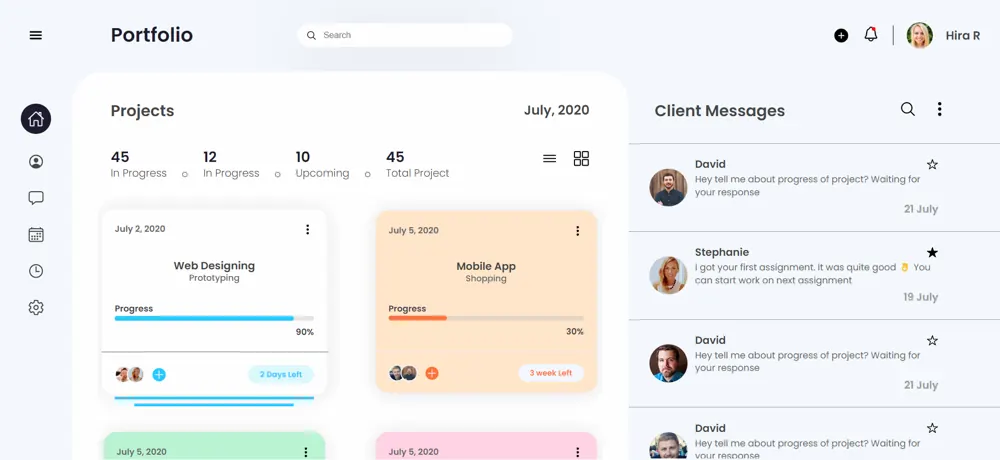 Portfolio
Search
Hira R
Projects
July, 2020
45
In Progress
12
In Progress
10
Upcoming
45
Total Project
July 2, 2020
Web Designing
Prototyping
Progress
90%
2 Days Left
July 5, 2020
Mobile App
Shopping
Progress
30%
3 week Left
July 5, 2020
July 5, 2020
Client Messages
David
Hey tell me about progress of project? Waiting for
your response
21 July
Stephanie
i got your first assignment. It was quite good 👌 You
can start work on next assignment
19 July
David
Hey tell me about progress of project? Waiting for
your response
21 July
David
Hey tell me about progress of project? Waiting for
your response